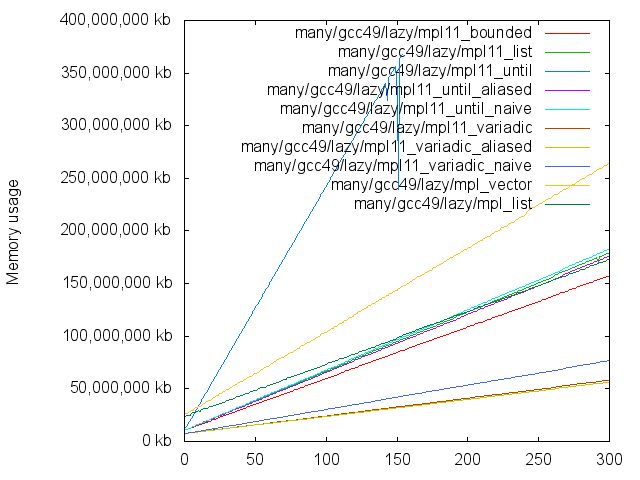 400,000,000 kb
350,000,000 kb
300,000,000 kb
250,000,000 kb
200,000,000 kb
150,000,000 kb
100,000,000 kb
50,000,000 kb
0 kb
Memory usage
many/gcc49/lazy/mpl11_bounded
many/gcc49/lazy/mpl11_list
many/gcc49/lazy/mpl11_until
many/gcc49/lazy/mpl11_until_aliased
many/gcc49/lazy/mpl11_until_naive
many/gcc49/lazy/mpl11_variadic
many/gcc49/lazy/mpl11_variadic_aliased
many/gcc49/lazy/mpl11_variadic_naive
many/gcc49/lazy/mpl_vector
many/gcc49/lazy/mpl_list
0 50 100 150 200 250 300